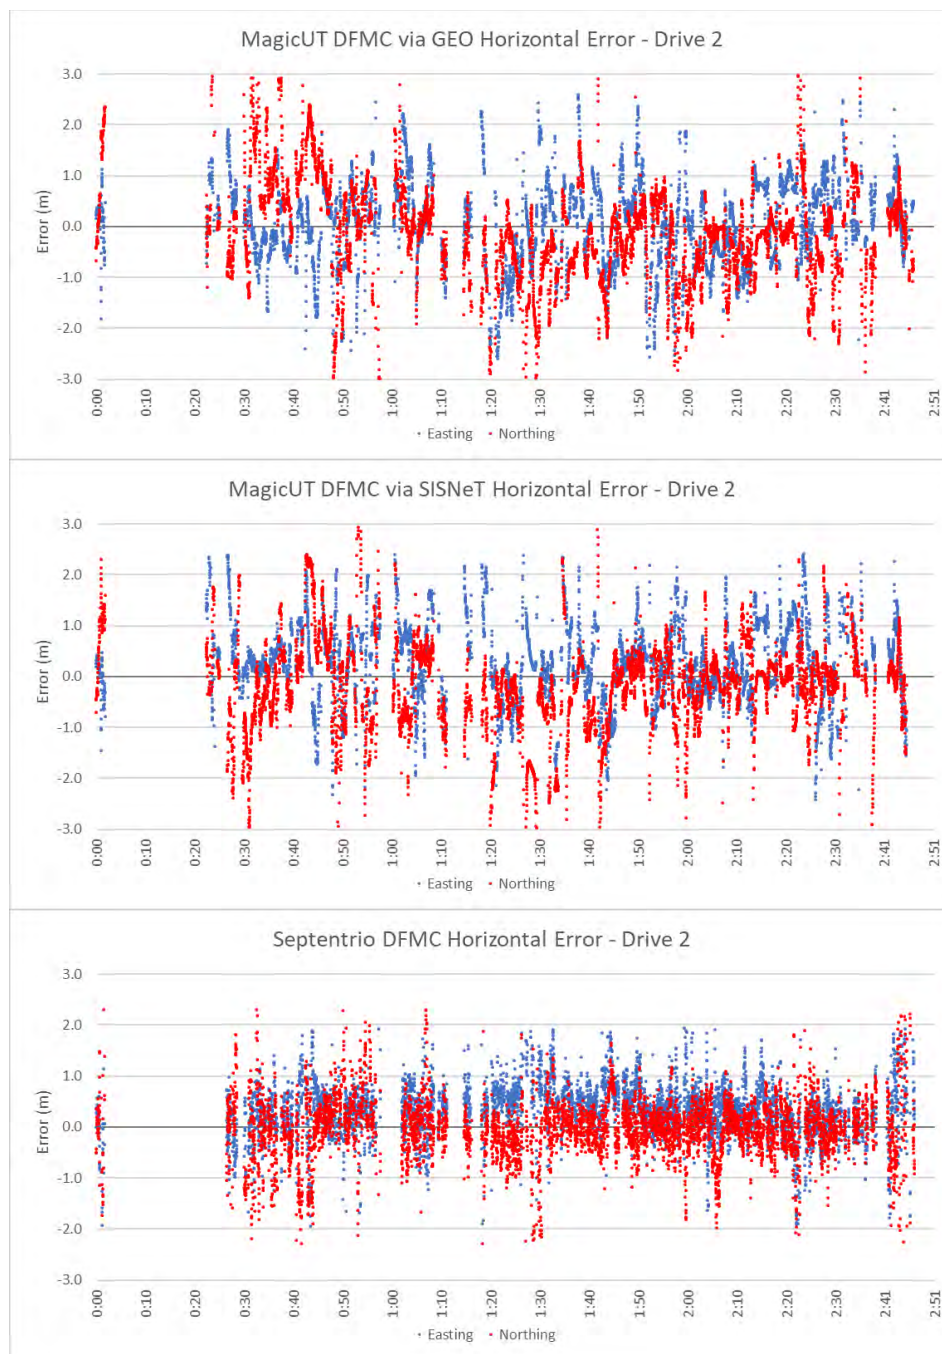 MagicUT DFMC via GEO Horizontal Error - Drive 2
3.0
2.0
1.0
0.0
-1.0
-2.0
-3.0
Error (m)
0:00 0:10 0:20 0:30 0:40 0:50 1:00 1:10 1:20 1:30 1:40 1:50 2:00 2:10 2:20 2:30 2:41 2:51
Easting Northing
MagicUT DFMC via SISNeT Horizontal Error - Drive 2
3.0
2.0
1.0
0.0
-1.0
-2.0
-3.0
Error (m)
0:00 0:10 0:20 0:30 0:40 0:50 1:00 1:10 1:20 1:30 1:40 1:50 2:00 2:10 2:20 2:30 2:41 2:51
Easting Northing
Septentrio DFMC Horizontal Error - Drive 2
3.0
2.0
1.0
0.0
-1.0
-2.0
-3.0
Error (m)
0:00 0:10 0:20 0:30 0:40 0:50 1:00 1:10 1:20 1:30 1:40 1:50 2:00 2:10 2:20 2:30 2:41 2:51
Easting Northing